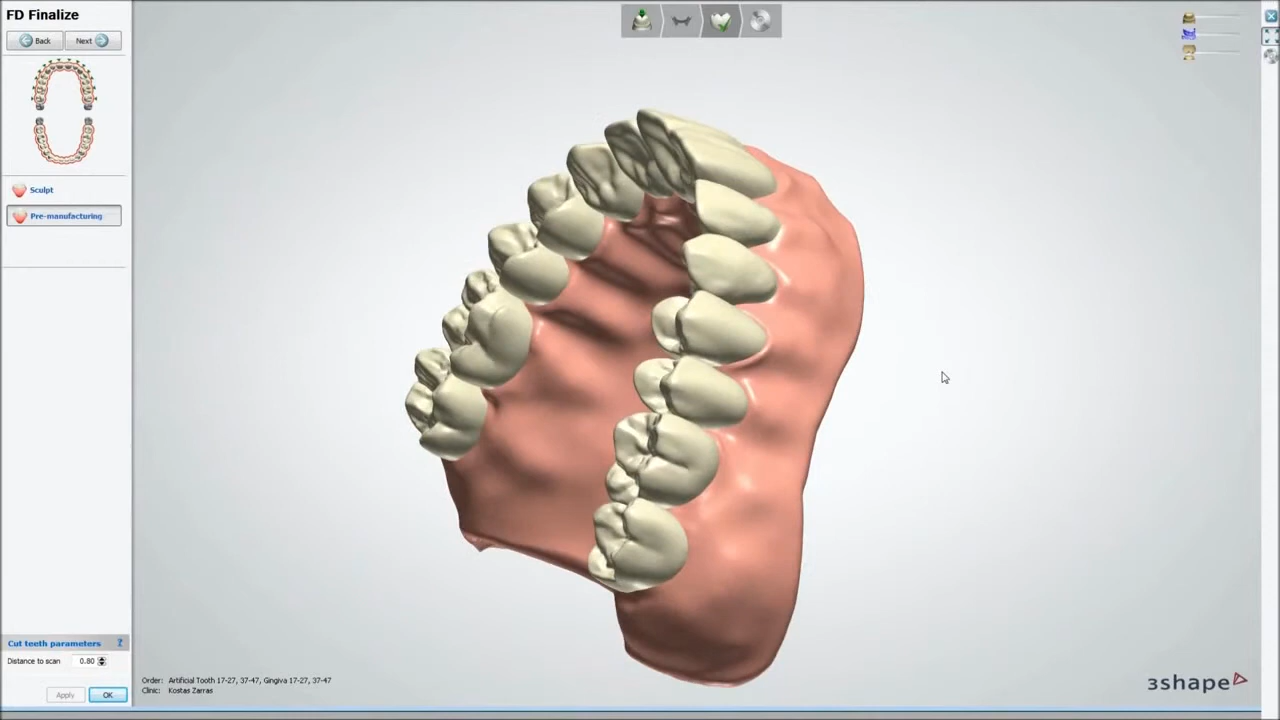 FD Finalize
Back
Next
Sculpt
Pre-manufacturing
Cut teeth parameters ?
Distance to scan 0.80
Apply
OK
Order: Artificial Tooth 17-27, 37-47, Gingiva 17-27, 37-47
Clinic: Kostas Zarras
3shape